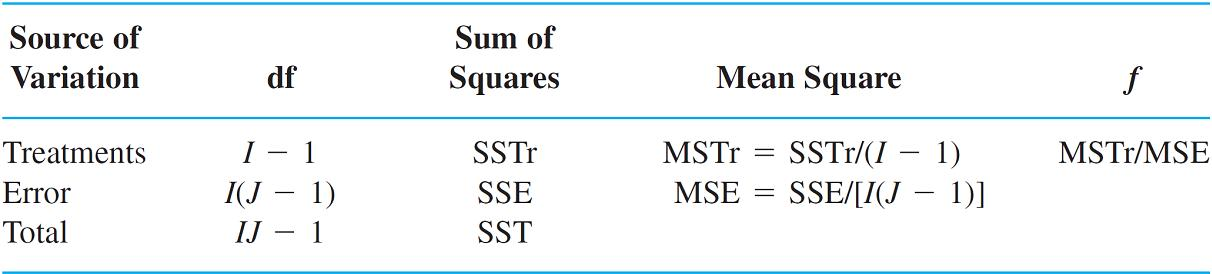 Source of Variation df Sum of Squares Mean Square f
Treatments I − 1 SSTr MSTr = SSTr/(I − 1) MSTr/MSE
Error I(J − 1) SSE MSE = SSE/[I(J − 1)]
Total IJ − 1 SST